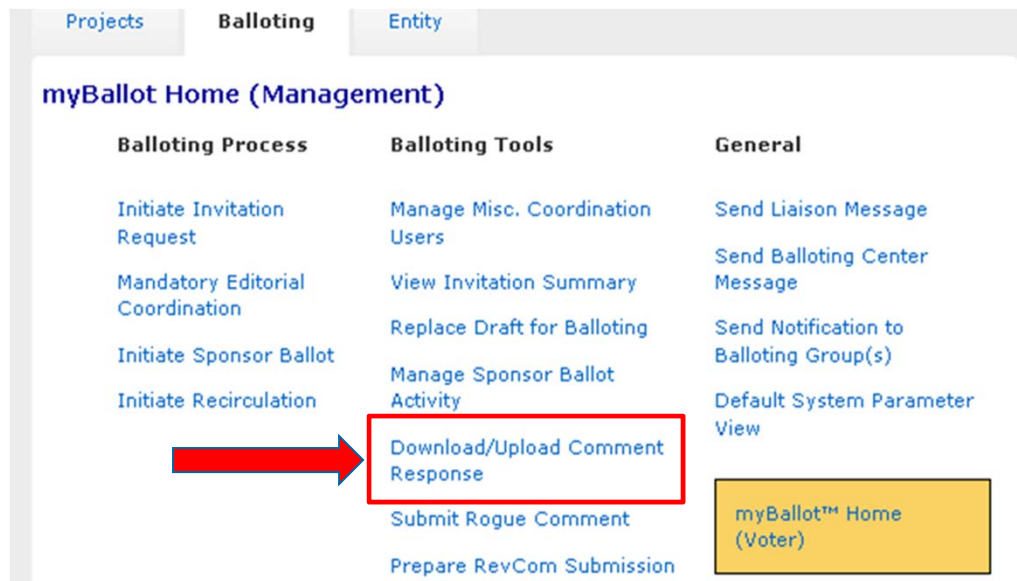 Projects
Balloting
Entity
myBallot Home (Management)
Balloting Process
Initiate Invitation
Request
Mandatory Editorial
Coordination
Initiate Sponsor Ballot
Initiate Recirculation
Balloting Tools
Manage Misc. Coordination
Users
View Invitation Summary
Replace Draft for Balloting
Manage Sponsor Ballot
Activity
Download/Upload Comment
Response
Submit Rogue Comment
Prepare RevCom Submission
General
Send Liaison Message
Send Balloting Center
Message
Send Notification to
Balloting Group(s)
Default System Parameter
View
myBallot™ Home
(Voter)